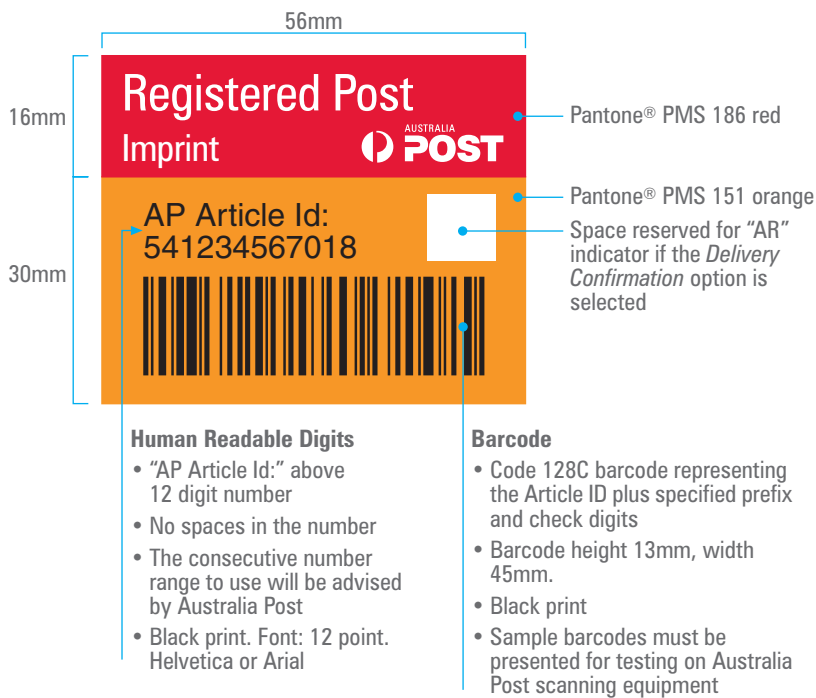 56mm
16mm
Registered Post
Imprint
AUSTRALIA
POST
Pantone® PMS 186 red
30mm
AP Article Id:
541234567018
Pantone® PMS 151 orange
Space reserved for “AR”
indicator if the Delivery
Confirmation option is
selected
Human Readable Digits
• “AP Article Id:” above
12 digit number
• No spaces in the number
• The consecutive number
range to use will be advised
by Australia Post
• Black print. Font: 12 point.
Helvetica or Arial
Barcode
• Code 128C barcode representing
the Article ID plus specified prefix
and check digits
• Barcode height 13mm, width
45mm.
• Black print
• Sample barcodes must be
presented for testing on Australia
Post scanning equipment